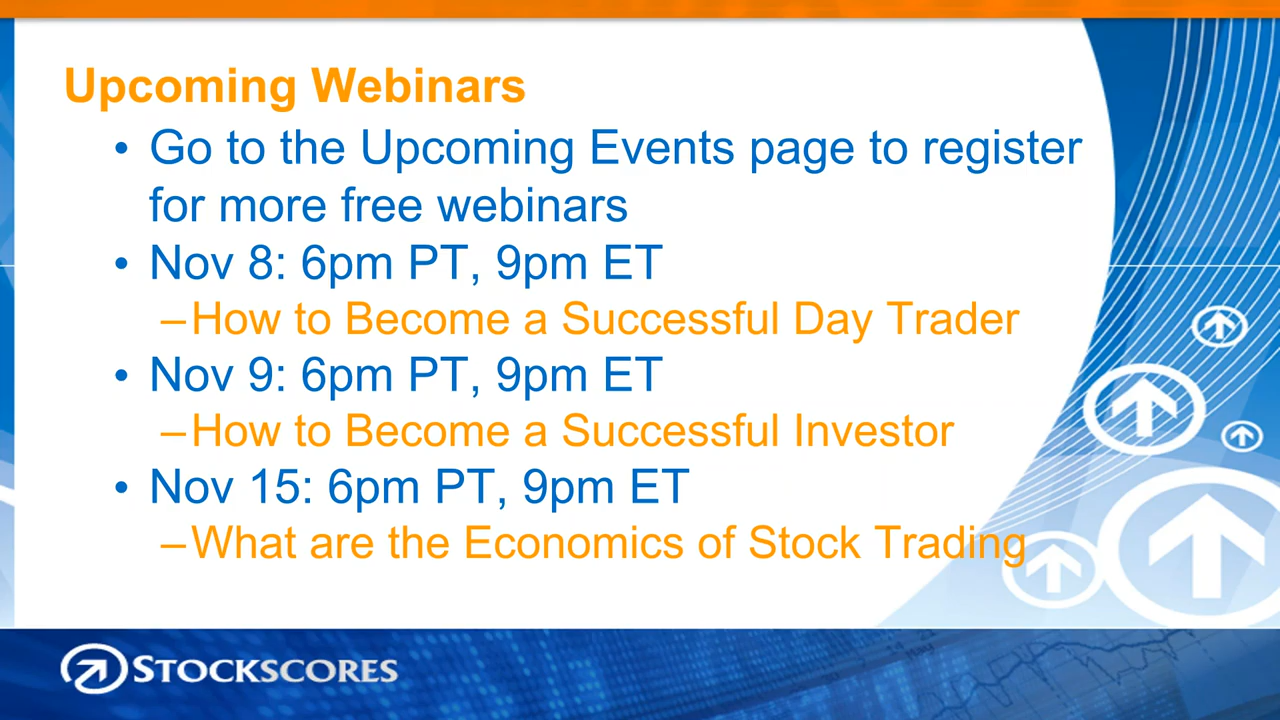 Upcoming Webinars
• Go to the Upcoming Events page to register
for more free webinars
• Nov 8: 6pm PT, 9pm ET
–How to Become a Successful Day Trader
• Nov 9: 6pm PT, 9pm ET
–How to Become a Successful Investor
• Nov 15: 6pm PT, 9pm ET
–What are the Economics of Stock Trading
STOCKSCORES